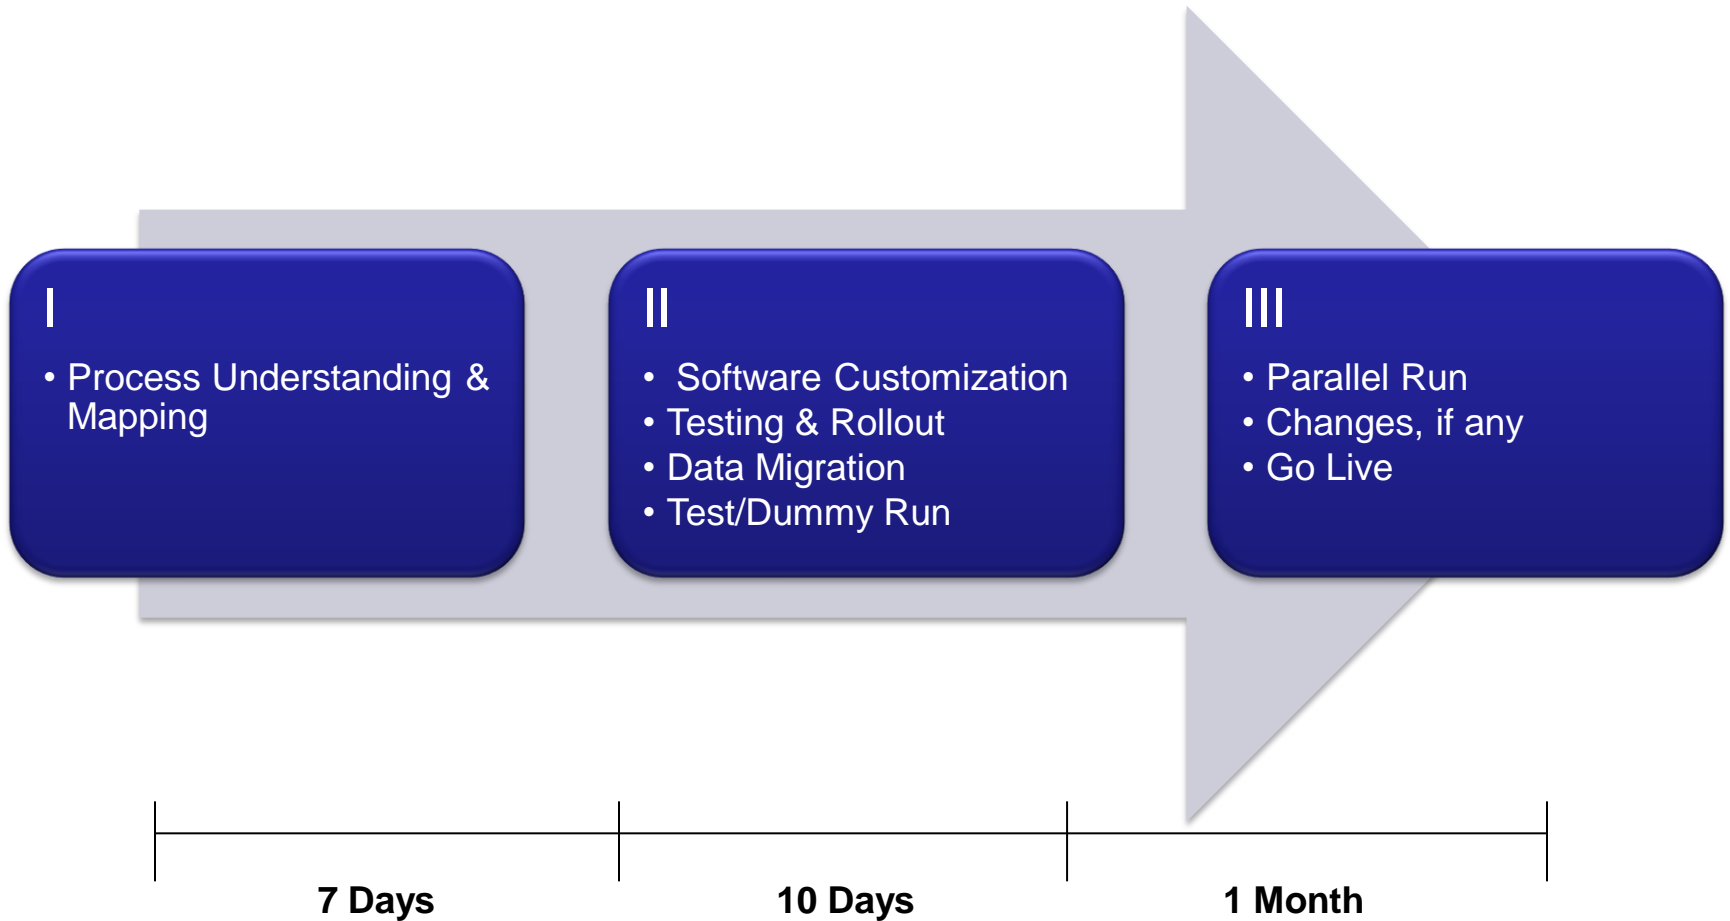 I
• Process Understanding &
Mapping
II
• Software Customization
• Testing & Rollout
• Data Migration
• Test/Dummy Run
III
• Parallel Run
• Changes, if any
• Go Live
7 Days
10 Days
1 Month